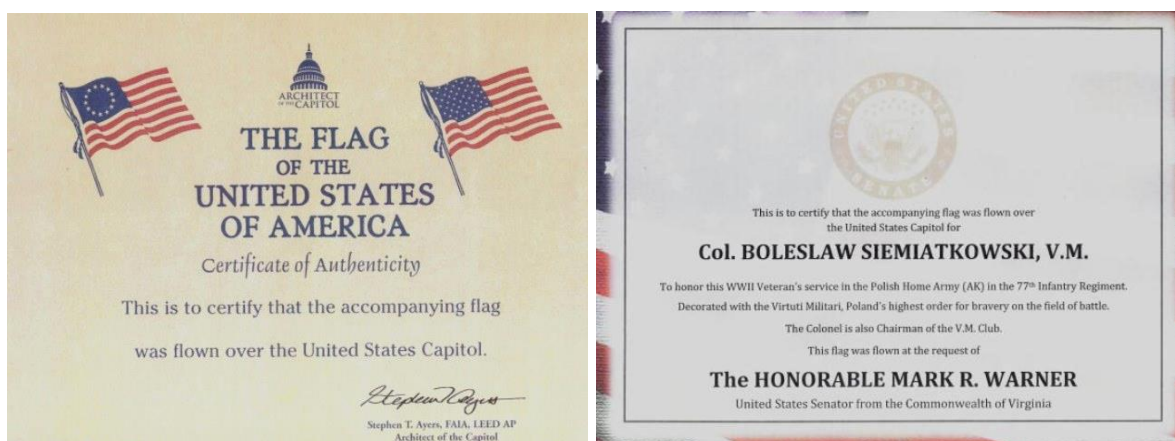 ARCHITECT
OF THE CAPITOL
THE FLAG
OF THE
UNITED STATES
OF AMERICA
Certificate of Authenticity
This is to certify that the accompanying flag
was flown over the United States Capitol.
Stephen T. Ayers
Stephen T. Ayers, FAIA, LEED AP
Architect of the Capitol
UNITED STATES
SENATE
This is to certify that the accompanying flag was flown over
the United States Capitol for
Col. BOLESLAW SIEMIATKOWSKI, V.M.
To honor this WWII Veteran's service in the Polish Home Army (AK) in the 77th Infantry Regiment.
Decorated with the Virtuti Militari, Poland's highest order for bravery on the field of battle.
The Colonel is also Chairman of the V.M. Club.
This flag was flown at the request of
The HONORABLE MARK R. WARNER
United States Senator from the Commonwealth of Virginia